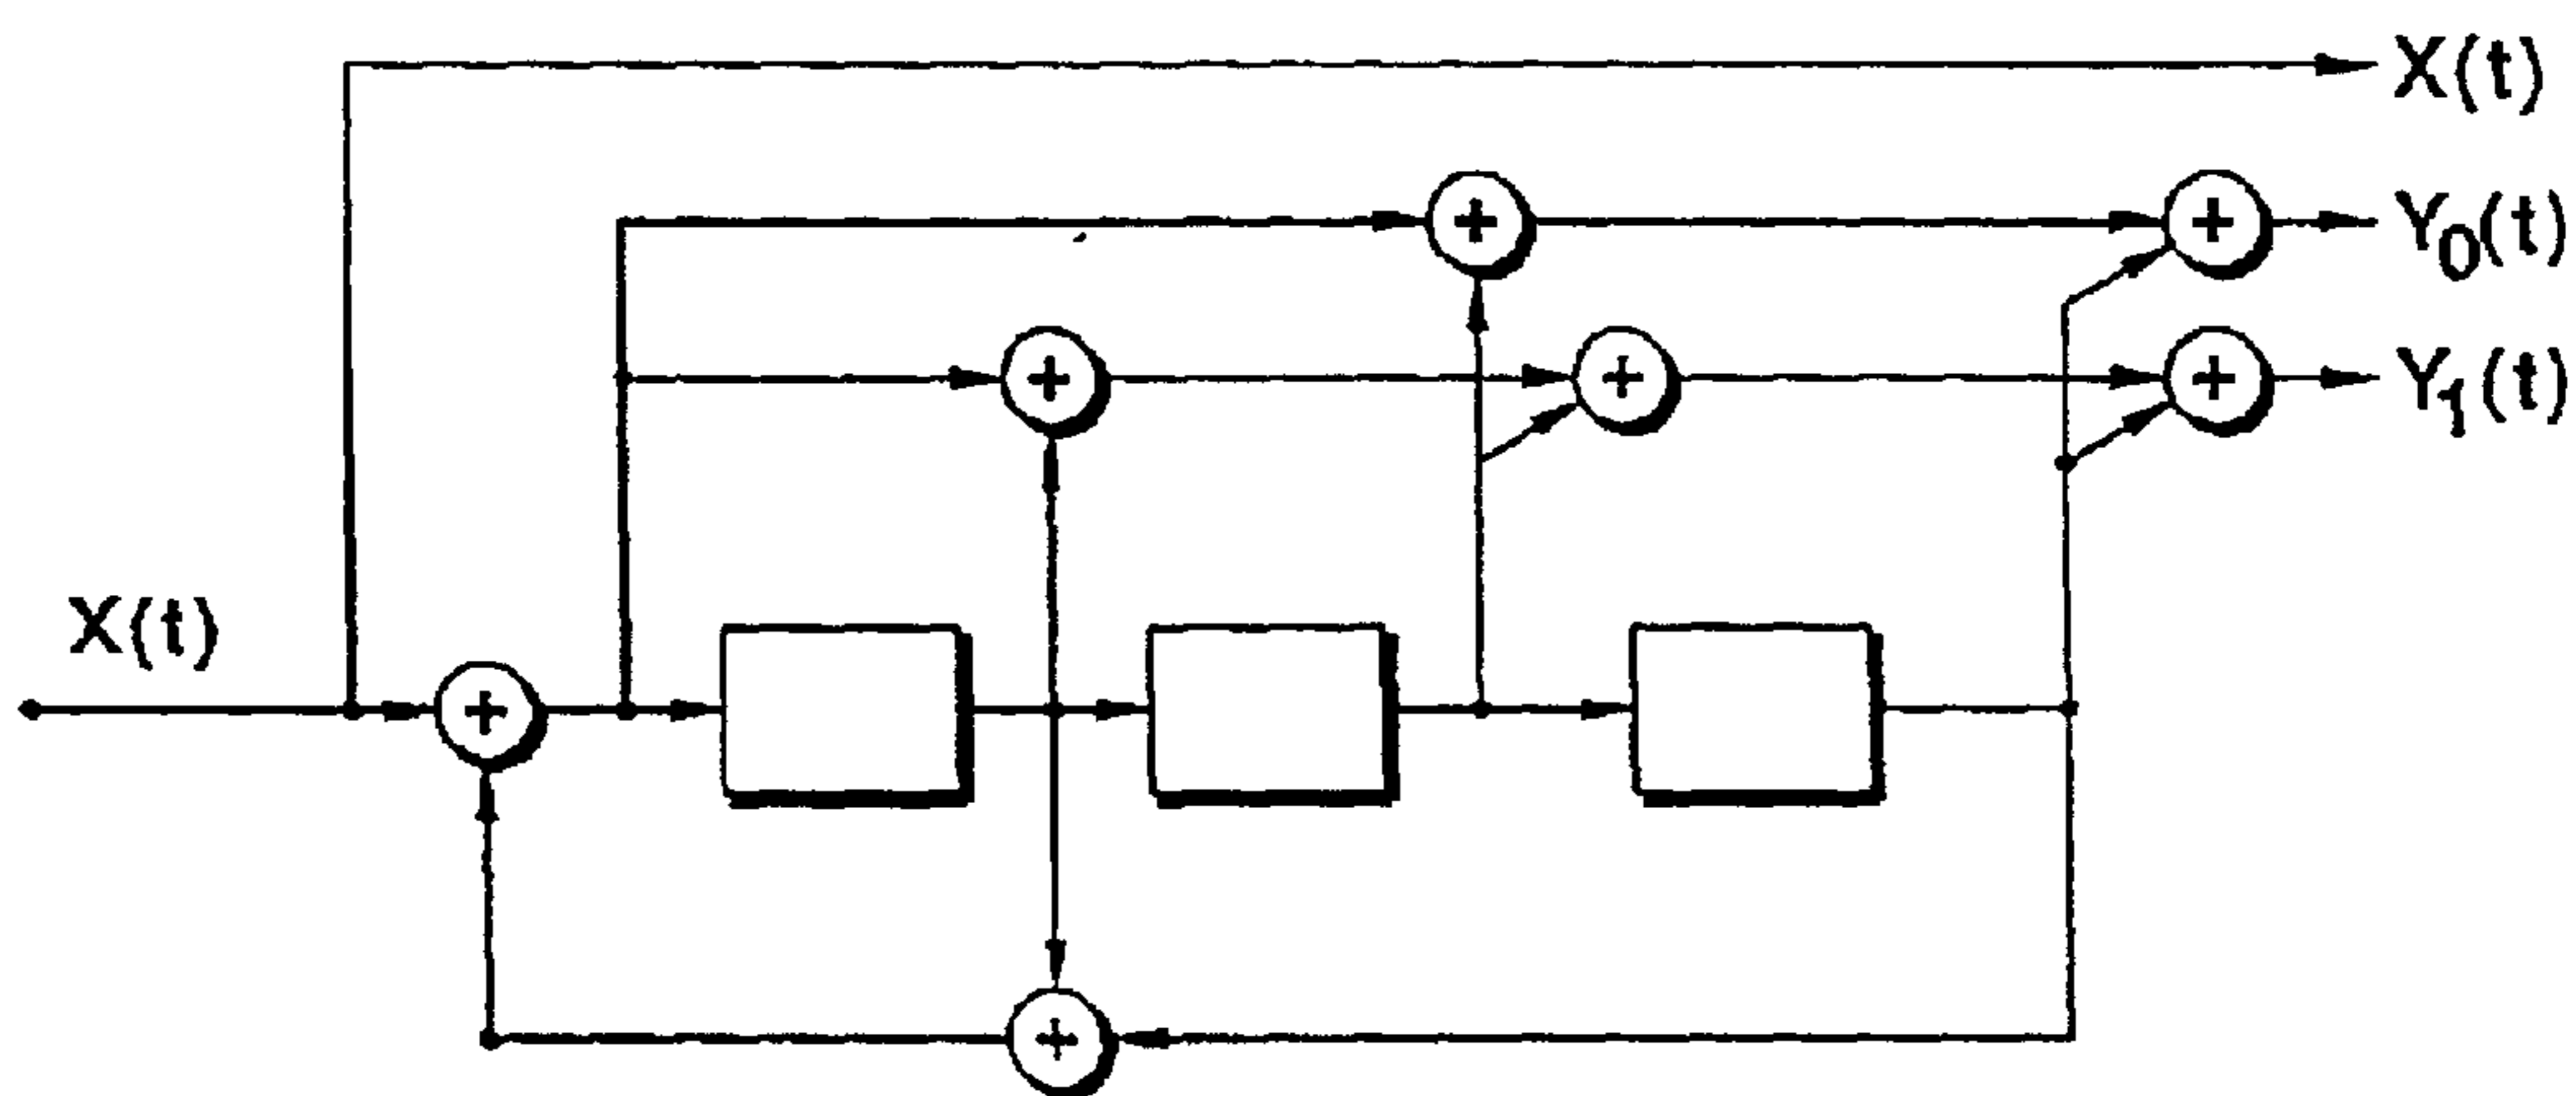 X(t)
+
+
Y₀(t)
+
+
+
Y₁(t)
X(t)
+
+